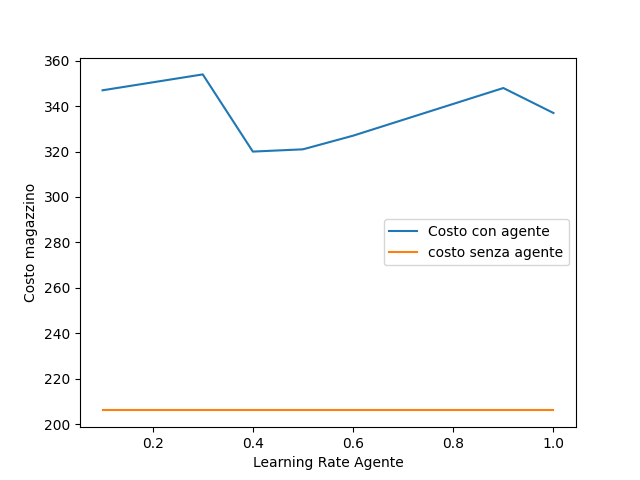 360
340
320
300
280
260
240
220
200
Costo magazzino
Costo con agente
costo senza agente
0.2 0.4 0.6 0.8 1.0
Learning Rate Agente